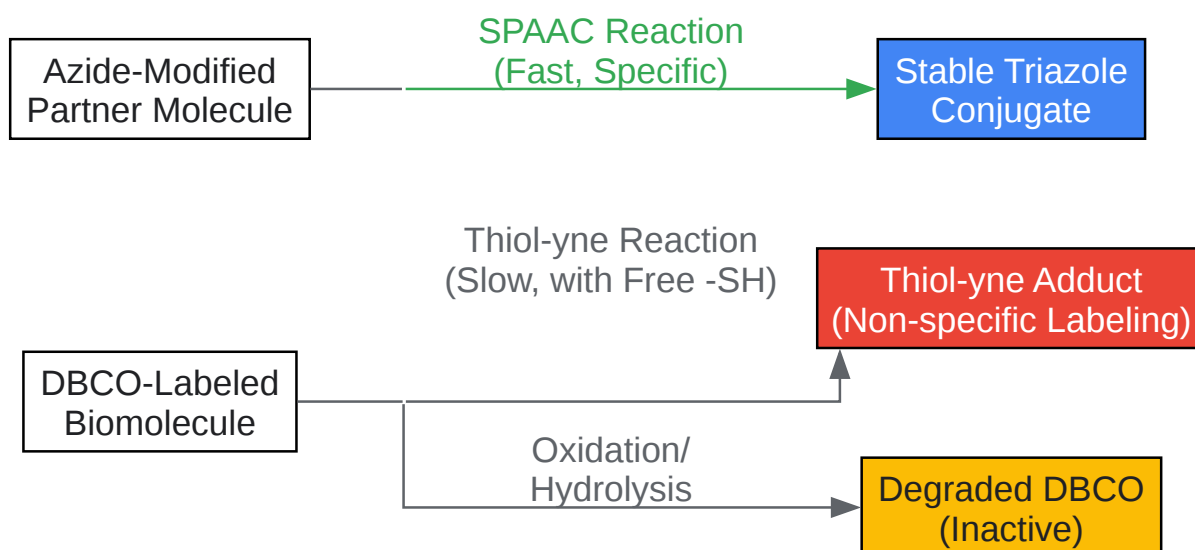 SPAAC Reaction
(Fast, Specific)
Azide-Modified
Partner Molecule
Stable Triazole
Conjugate
Thiol-yne Reaction
(Slow, with Free -SH)
Thiol-yne Adduct
(Non-specific Labeling)
DBCO-Labeled
Biomolecule
Oxidation/
Hydrolysis
Degraded DBCO
(Inactive)